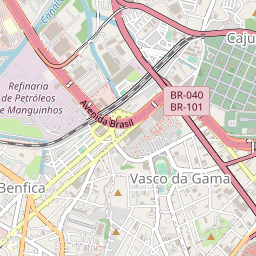 Canal
Caju
Refinaria
de Petróleos
de Manguinhos
Avenida Brasil
BR-040
BR-101
Benfica
Vasco da Gama